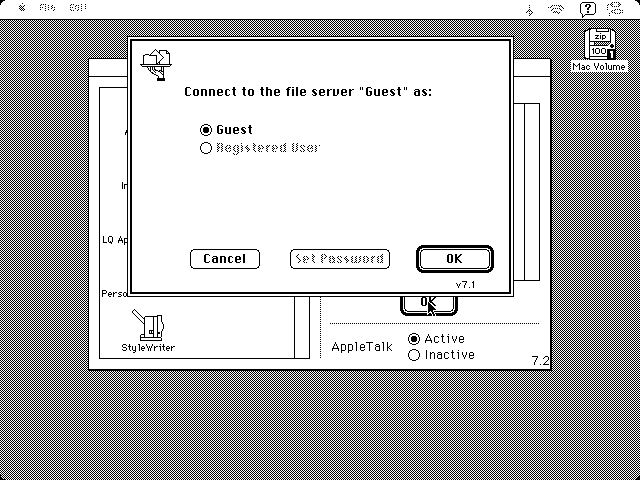 File Edit
zip
100
Mac Volume
Connect to the file server "Guest" as:
Guest
Registered User
Cancel
Set Password
OK
v7.1
LQ Ap
Perso
OK
StyleWriter
AppleTalk
Active
Inactive
7.2